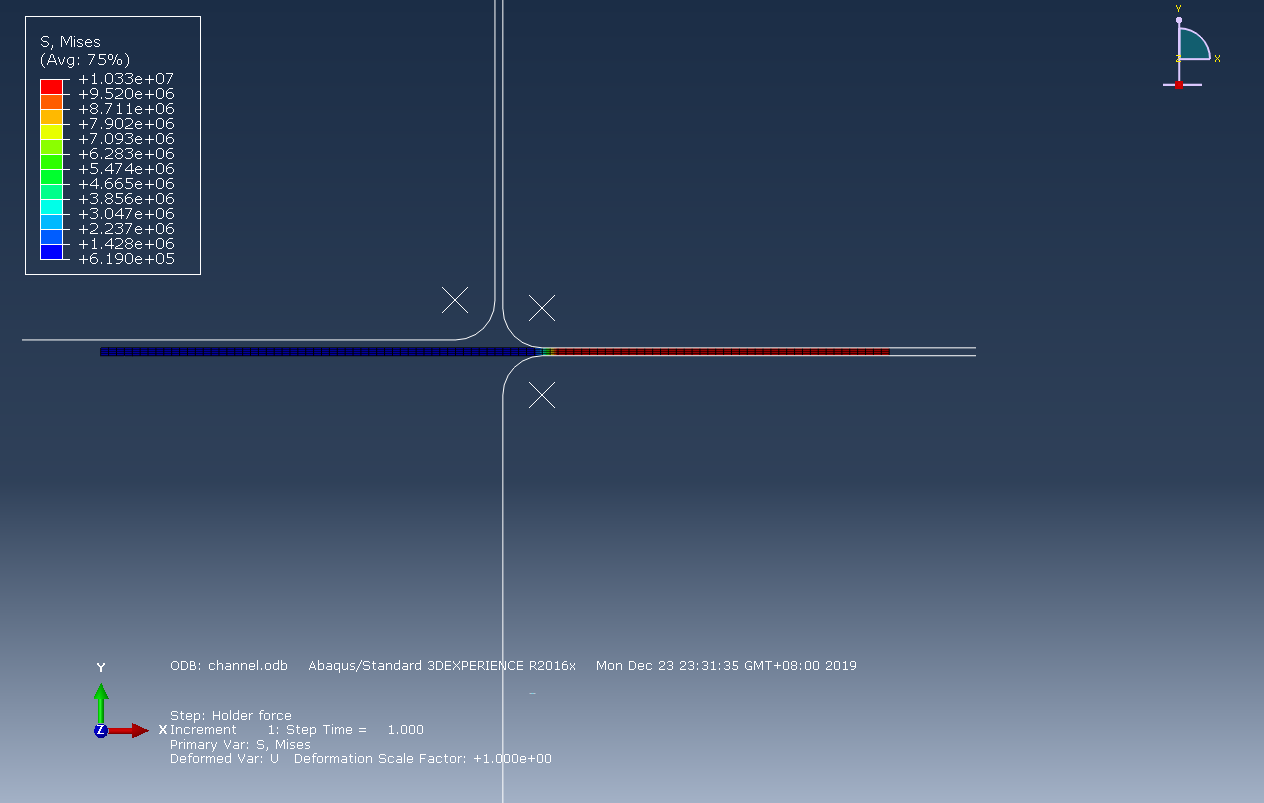 S, Mises
(Avg: 75%)
+1.033e+07
+9.520e+06
+8.711e+06
+7.902e+06
+7.093e+06
+6.283e+06
+5.474e+06
+4.665e+06
+3.856e+06
+3.047e+06
+2.237e+06
+1.428e+06
+6.190e+05
Y
Z
X
ODB: channel.odb Abaqus/Standard 3DEXPERIENCE R2016x Mon Dec 23 23:31:35 GMT+08:00 2019
Y
Z
X
Step: Holder force
Increment 1: Step Time = 1.000
Primary Var: S, Mises
Deformed Var: U Deformation Scale Factor: +1.000e+00